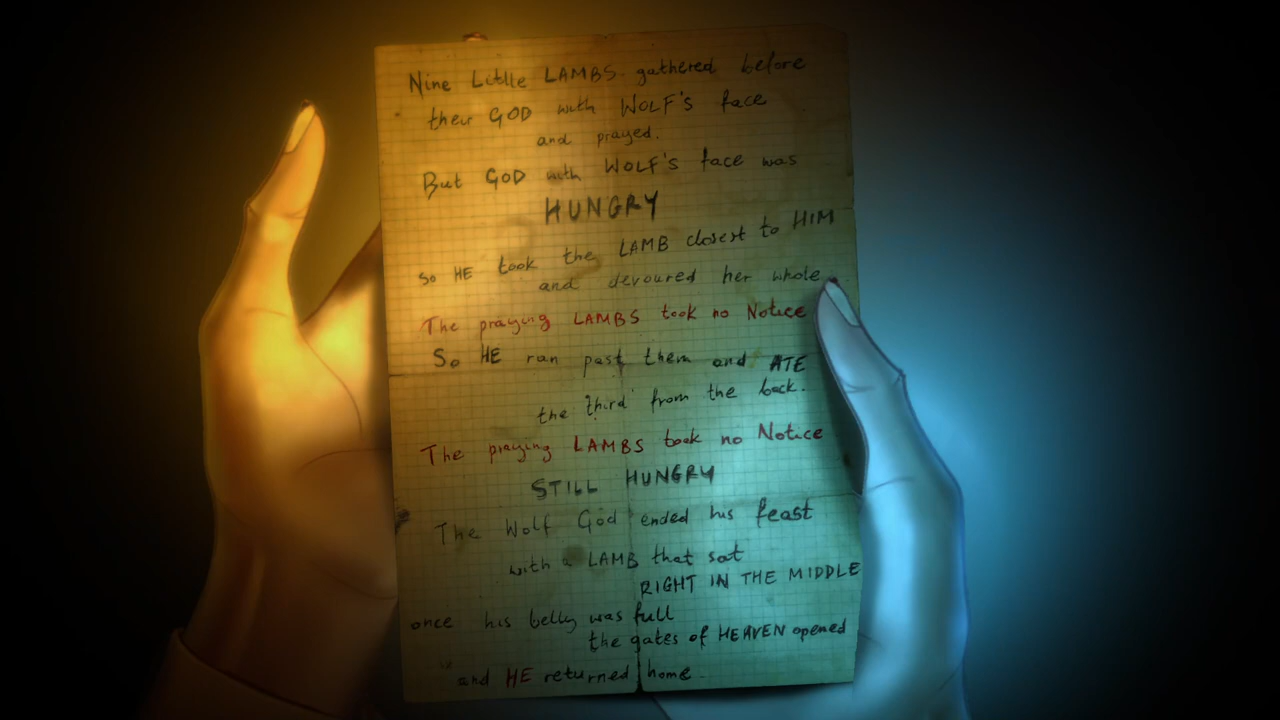 Nine Little LAMBS gathered before
their GOD with WOLF'S face
and prayed.
But GOD with WOLF'S face was
HUNGRY
so HE took the LAMB closest to HIM
and devoured her whole
The praying LAMBS took no Notice
So HE ran past them and ATE
the third from the back.
The praying LAMBS took no Notice
STILL HUNGRY
The Wolf God ended his feast
with a LAMB that sat
RIGHT IN THE MIDDLE
once his belly was full
the gates of HEAVEN opened
and HE returned home.